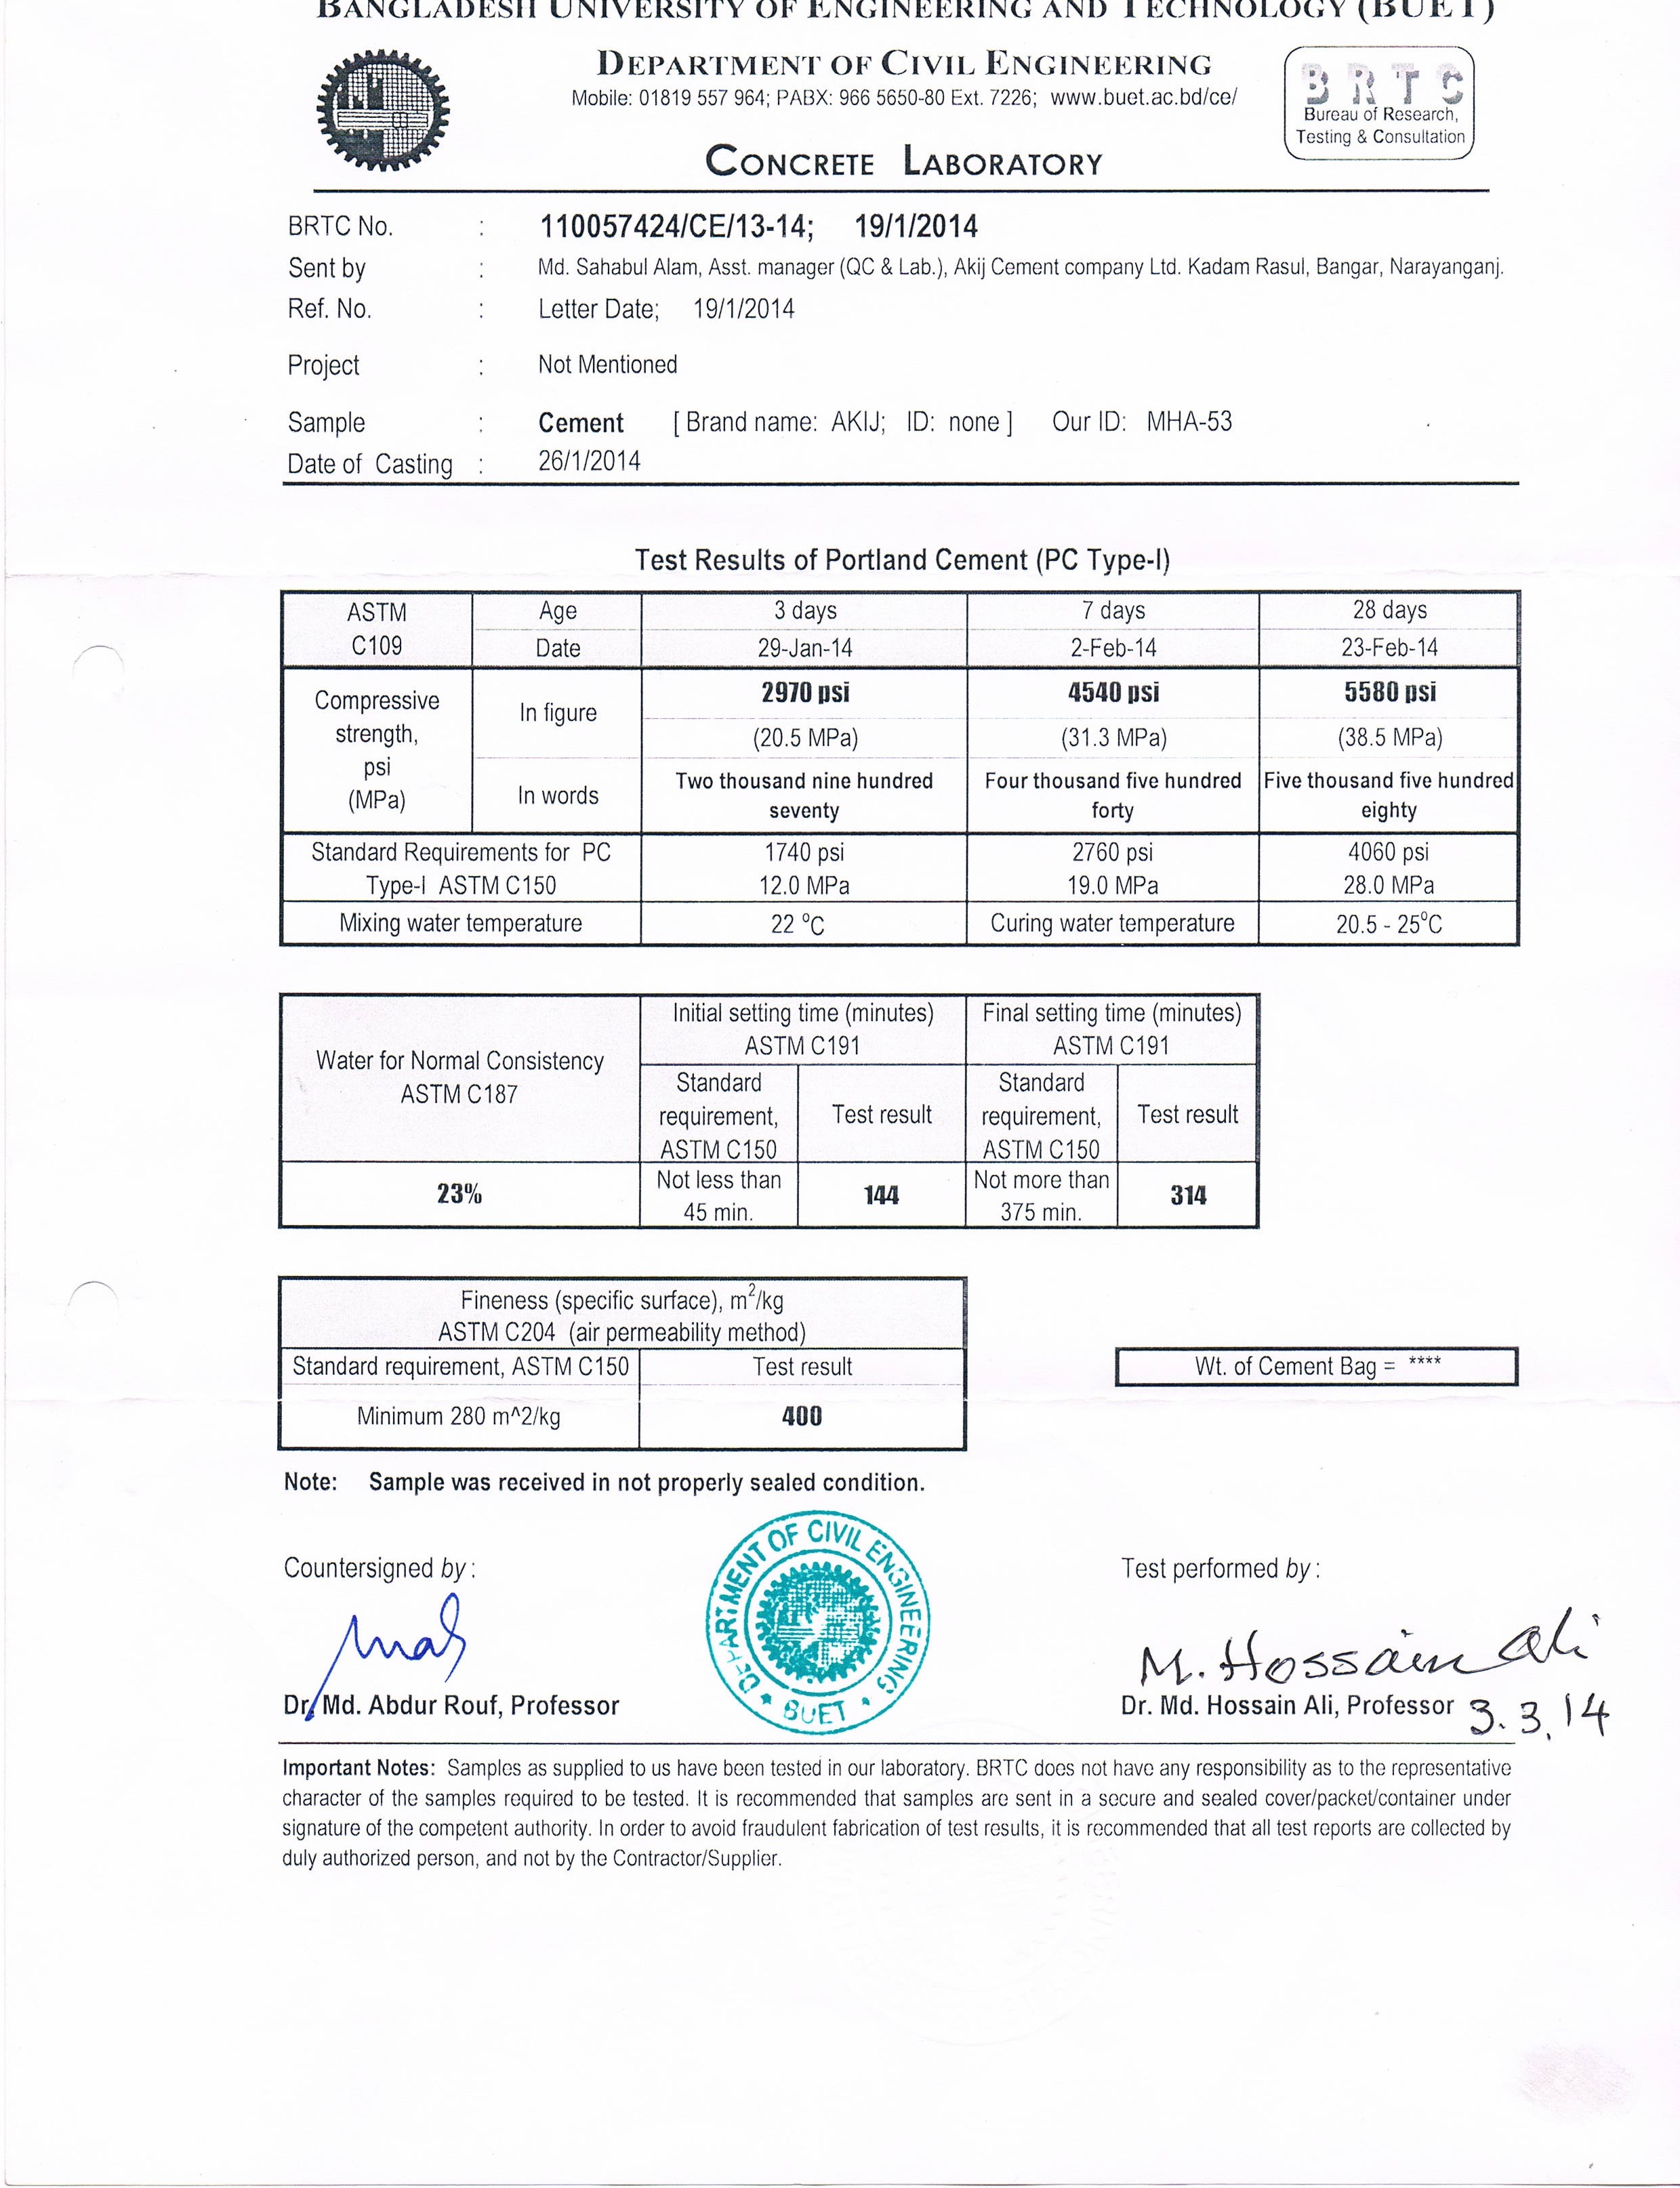 BANGLADESH UNIVERSITY OF ENGINEERING AND TECHNOLOGY (BUET)
DEPARTMENT OF CIVIL ENGINEERING
Mobile: 01819 557 964; PABX: 966 5650-80 Ext. 7226; www.buet.ac.bd/ce/
CONCRETE LABORATORY
BRTC
Bureau of Research,
Testing & Consultation
BRTC No. : 110057424/CE/13-14; 19/1/2014
Sent by : Md. Sahabul Alam, Asst. manager (QC & Lab.), Akij Cement company Ltd. Kadam Rasul, Bangar, Narayanganj.
Ref. No. : Letter Date; 19/1/2014
Project : Not Mentioned
Sample : Cement [ Brand name: AKIJ; ID: none ] Our ID: MHA-53
Date of Casting : 26/1/2014
Test Results of Portland Cement (PC Type-I)
ASTM C109 Age 3 days 7 days 28 days
Date 29-Jan-14 2-Feb-14 23-Feb-14
Compressive strength, psi (MPa) In figure 2970 psi 4540 psi 5580 psi
(20.5 MPa) (31.3 MPa) (38.5 MPa)
In words Two thousand nine hundred seventy Four thousand five hundred forty Five thousand five hundred eighty
Standard Requirements for PC Type-I ASTM C150 1740 psi 2760 psi 4060 psi
12.0 MPa 19.0 MPa 28.0 MPa
Mixing water temperature 22 °C Curing water temperature 20.5 - 25°C
Water for Normal Consistency ASTM C187
Initial setting time (minutes) ASTM C191
Final setting time (minutes) ASTM C191
Standard requirement, ASTM C150 Test result Standard requirement, ASTM C150 Test result
23% Not less than 45 min. 144 Not more than 375 min. 314
Fineness (specific surface), m²/kg
ASTM C204 (air permeability method)
Standard requirement, ASTM C150 Test result
Minimum 280 m^2/kg 400
Wt. of Cement Bag = ****
Note: Sample was received in not properly sealed condition.
Countersigned by :
Dr. Md. Abdur Rouf, Professor
DEPARTMENT OF CIVIL ENGINEERING
BUET
Test performed by :
M. Hossain Ali
Dr. Md. Hossain Ali, Professor 3.3.14
Important Notes: Samples as supplied to us have been tested in our laboratory. BRTC does not have any responsibility as to the representative
character of the samples required to be tested. It is recommended that samples are sent in a secure and sealed cover/packet/container under
signature of the competent authority. In order to avoid fraudulent fabrication of test results, it is recommended that all test reports are collected by
duly authorized person, and not by the Contractor/Supplier.